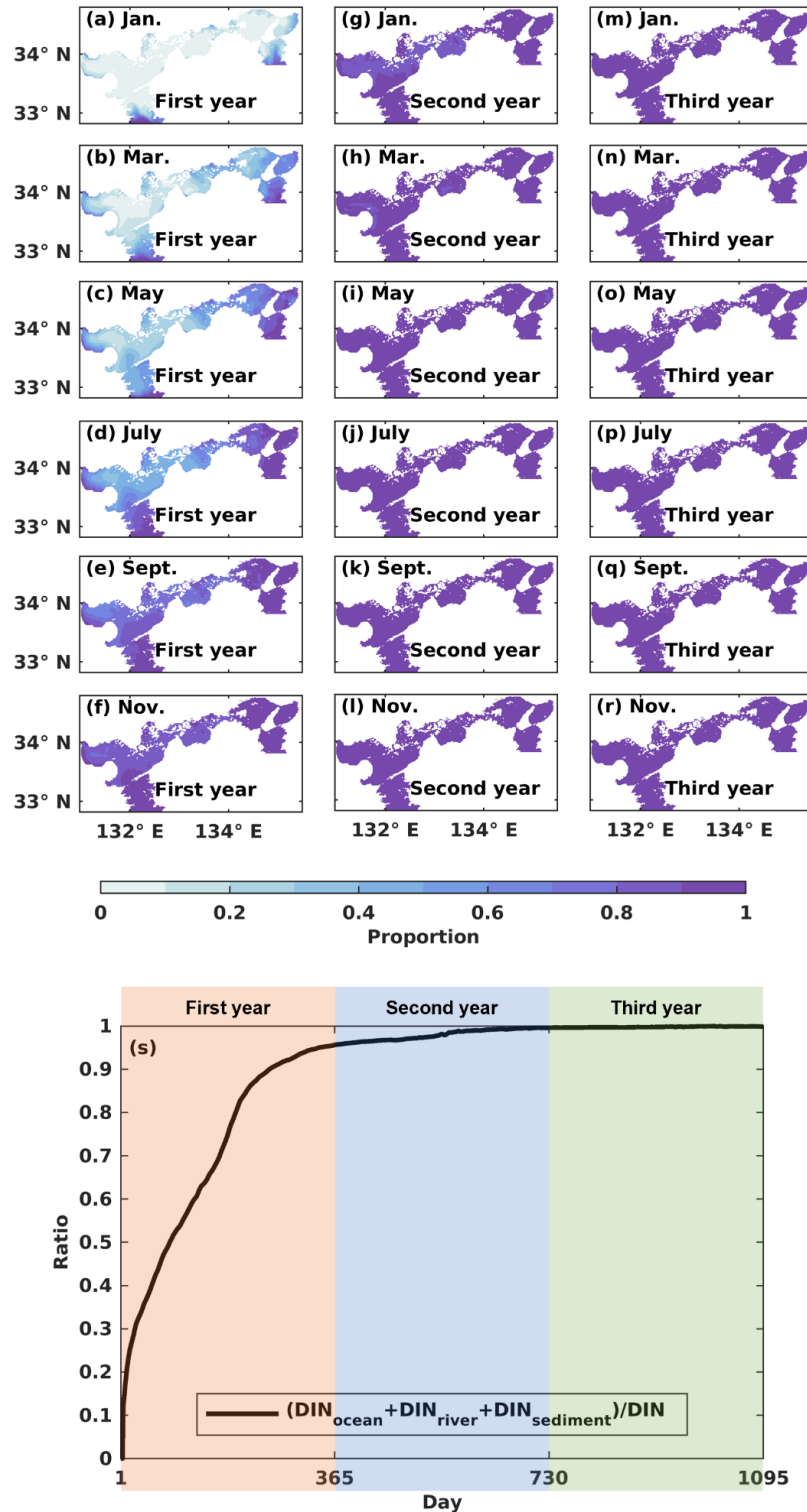 (a) Jan. (g) Jan. (m) Jan.
34° N
33° N
First year Second year Third year
(b) Mar. (h) Mar. (n) Mar.
34° N
33° N
First year Second year Third year
(c) May (i) May (o) May
34° N
33° N
First year Second year Third year
(d) July (j) July (p) July
34° N
33° N
First year Second year Third year
(e) Sept. (k) Sept. (q) Sept.
34° N
33° N
First year Second year Third year
(f) Nov. (l) Nov. (r) Nov.
34° N
33° N
First year Second year Third year
132° E 134° E 132° E 134° E 132° E 134° E
0 0.2 0.4 0.6 0.8 1
Proportion
First year Second year Third year
(s)
1
0.9
0.8
0.7
0.6
0.5
0.4
0.3
0.2
0.1
0
Ratio
(DINocean+DINriver+DINsediment)/DIN
1 365 730 1095
Day